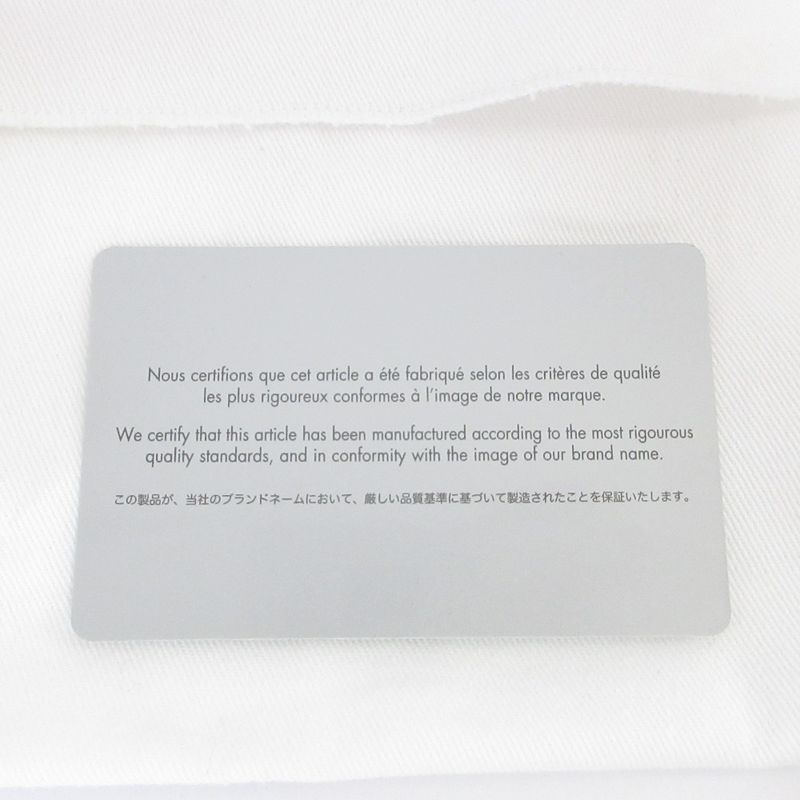 Nous certifions que cet article a été fabriqué selon les critères de qualité
les plus rigoureux conformes à l'image de notre marque.
We certify that this article has been manufactured according to the most rigourous
quality standards, and in conformity with the image of our brand name.
この製品が、当社のブランドネームにおいて、厳しい品質基準に基づいて製造されたことを保証いたします。